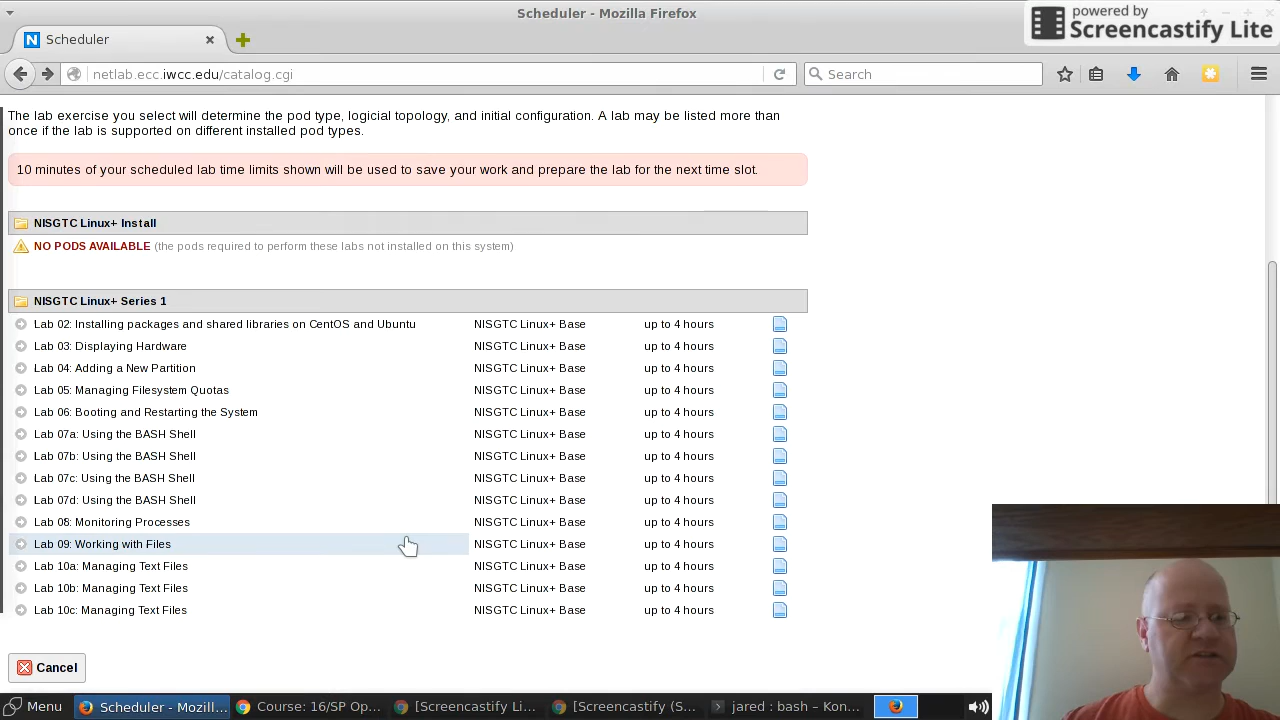 Scheduler - Mozilla Firefox
powered by
Screencastify Lite
N Scheduler
netlab.ecc.iwcc.edu/catalog.cgi
Search
The lab exercise you select will determine the pod type, logicial topology, and initial configuration. A lab may be listed more than
once if the lab is supported on different installed pod types.
10 minutes of your scheduled lab time limits shown will be used to save your work and prepare the lab for the next time slot.
NISGTC Linux+ Install
NO PODS AVAILABLE (the pods required to perform these labs not installed on this system)
NISGTC Linux+ Series 1
Lab 02: Installing packages and shared libraries on CentOS and Ubuntu NISGTC Linux+ Base up to 4 hours
Lab 03: Displaying Hardware NISGTC Linux+ Base up to 4 hours
Lab 04: Adding a New Partition NISGTC Linux+ Base up to 4 hours
Lab 05: Managing Filesystem Quotas NISGTC Linux+ Base up to 4 hours
Lab 06: Booting and Restarting the System NISGTC Linux+ Base up to 4 hours
Lab 07a: Using the BASH Shell NISGTC Linux+ Base up to 4 hours
Lab 07b: Using the BASH Shell NISGTC Linux+ Base up to 4 hours
Lab 07c: Using the BASH Shell NISGTC Linux+ Base up to 4 hours
Lab 07d: Using the BASH Shell NISGTC Linux+ Base up to 4 hours
Lab 08: Monitoring Processes NISGTC Linux+ Base up to 4 hours
Lab 09: Working with Files NISGTC Linux+ Base up to 4 hours
Lab 10a: Managing Text Files NISGTC Linux+ Base up to 4 hours
Lab 10b: Managing Text Files NISGTC Linux+ Base up to 4 hours
Lab 10c: Managing Text Files NISGTC Linux+ Base up to 4 hours
Cancel
Menu Scheduler - Mozill... Course: 16/SP Op... [Screencastify Li... [Screencastify (S... jared : bash – Kon...